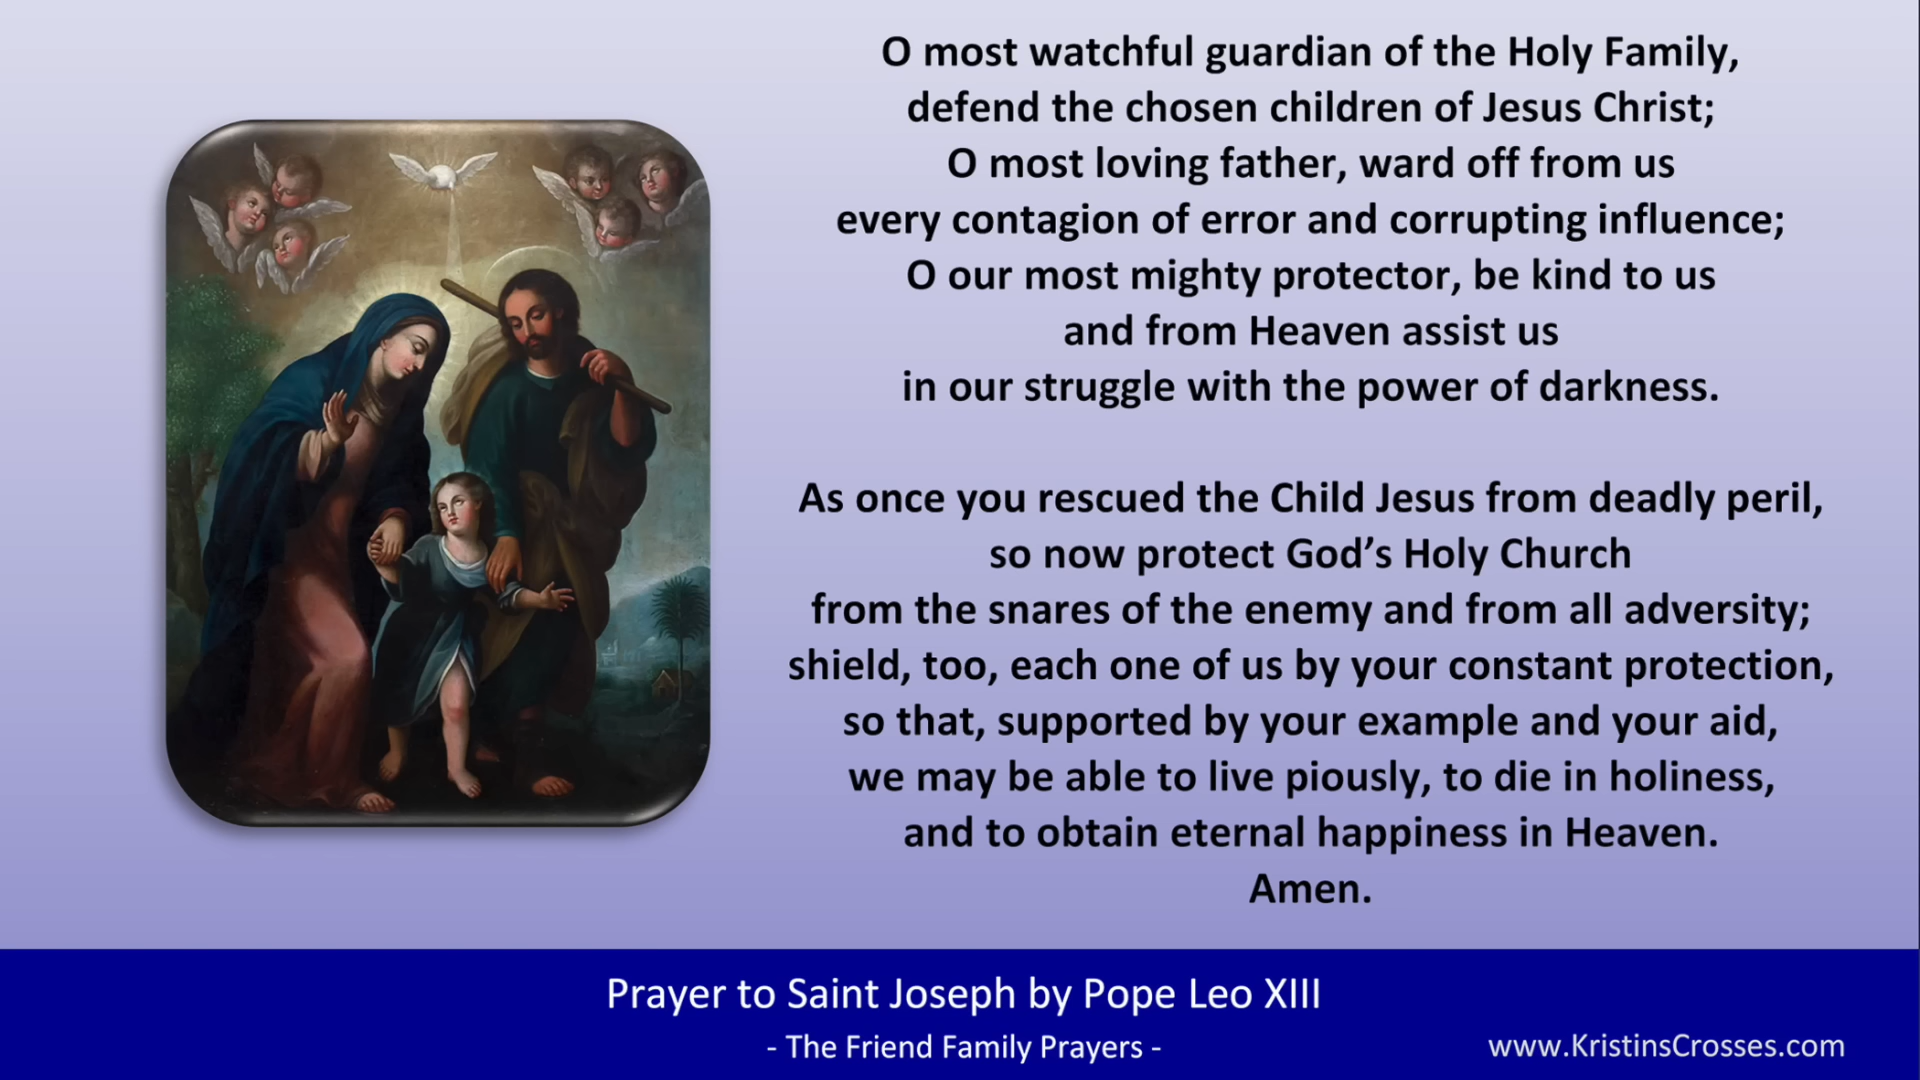 O most watchful guardian of the Holy Family,
defend the chosen children of Jesus Christ;
O most loving father, ward off from us
every contagion of error and corrupting influence;
O our most mighty protector, be kind to us
and from Heaven assist us
in our struggle with the power of darkness.
As once you rescued the Child Jesus from deadly peril,
so now protect God’s Holy Church
from the snares of the enemy and from all adversity;
shield, too, each one of us by your constant protection,
so that, supported by your example and your aid,
we may be able to live piously, to die in holiness,
and to obtain eternal happiness in Heaven.
Amen.
Prayer to Saint Joseph by Pope Leo XIII
- The Friend Family Prayers -
www.KristinsCrosses.com